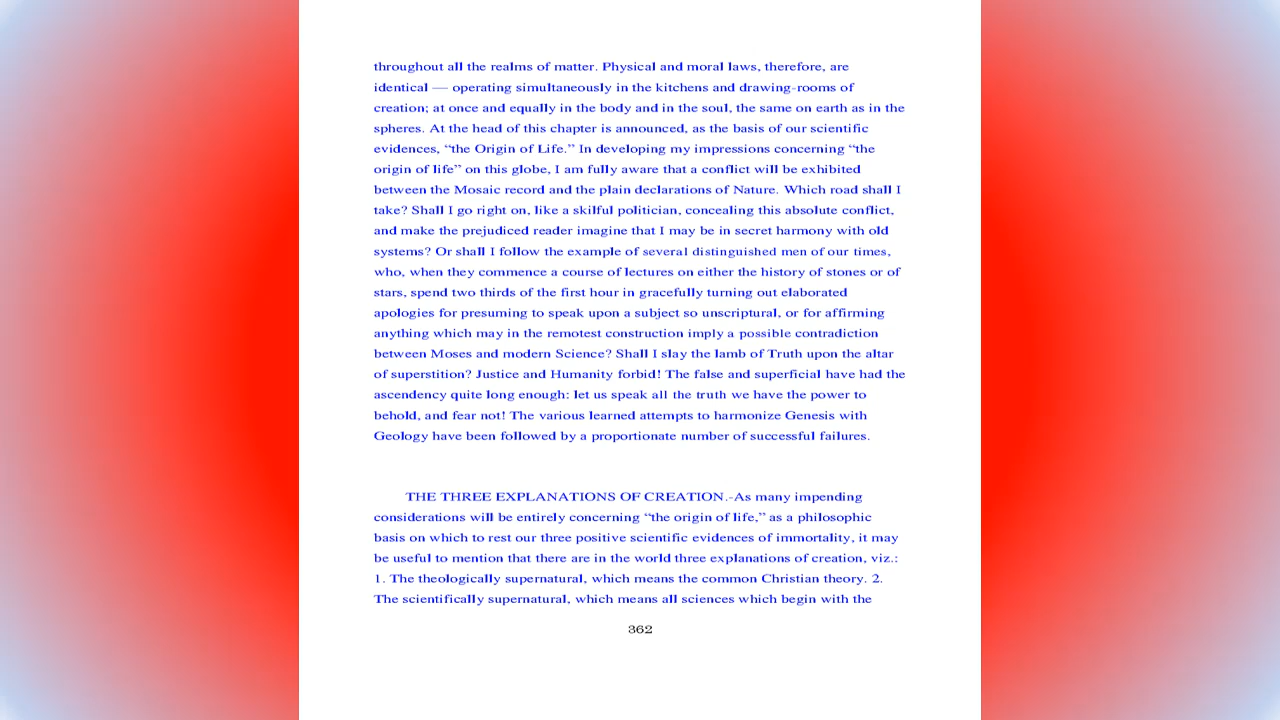 throughout all the realms of matter. Physical and moral laws, therefore, are
identical — operating simultaneously in the kitchens and drawing-rooms of
creation; at once and equally in the body and in the soul, the same on earth as in the
spheres. At the head of this chapter is announced, as the basis of our scientific
evidences, “the Origin of Life.” In developing my impressions concerning “the
origin of life” on this globe, I am fully aware that a conflict will be exhibited
between the Mosaic record and the plain declarations of Nature. Which road shall I
take? Shall I go right on, like a skilful politician, concealing this absolute conflict,
and make the prejudiced reader imagine that I may be in secret harmony with old
systems? Or shall I follow the example of several distinguished men of our times,
who, when they commence a course of lectures on either the history of stones or of
stars, spend two thirds of the first hour in gracefully turning out elaborated
apologies for presuming to speak upon a subject so unscriptural, or for affirming
anything which may in the remotest construction imply a possible contradiction
between Moses and modern Science? Shall I slay the lamb of Truth upon the altar
of superstition? Justice and Humanity forbid! The false and superficial have had the
ascendency quite long enough: let us speak all the truth we have the power to
behold, and fear not! The various learned attempts to harmonize Genesis with
Geology have been followed by a proportionate number of successful failures.
THE THREE EXPLANATIONS OF CREATION.-As many impending
considerations will be entirely concerning “the origin of life,” as a philosophic
basis on which to rest our three positive scientific evidences of immortality, it may
be useful to mention that there are in the world three explanations of creation, viz.:
1. The theologically supernatural, which means the common Christian theory. 2.
The scientifically supernatural, which means all sciences which begin with the
362